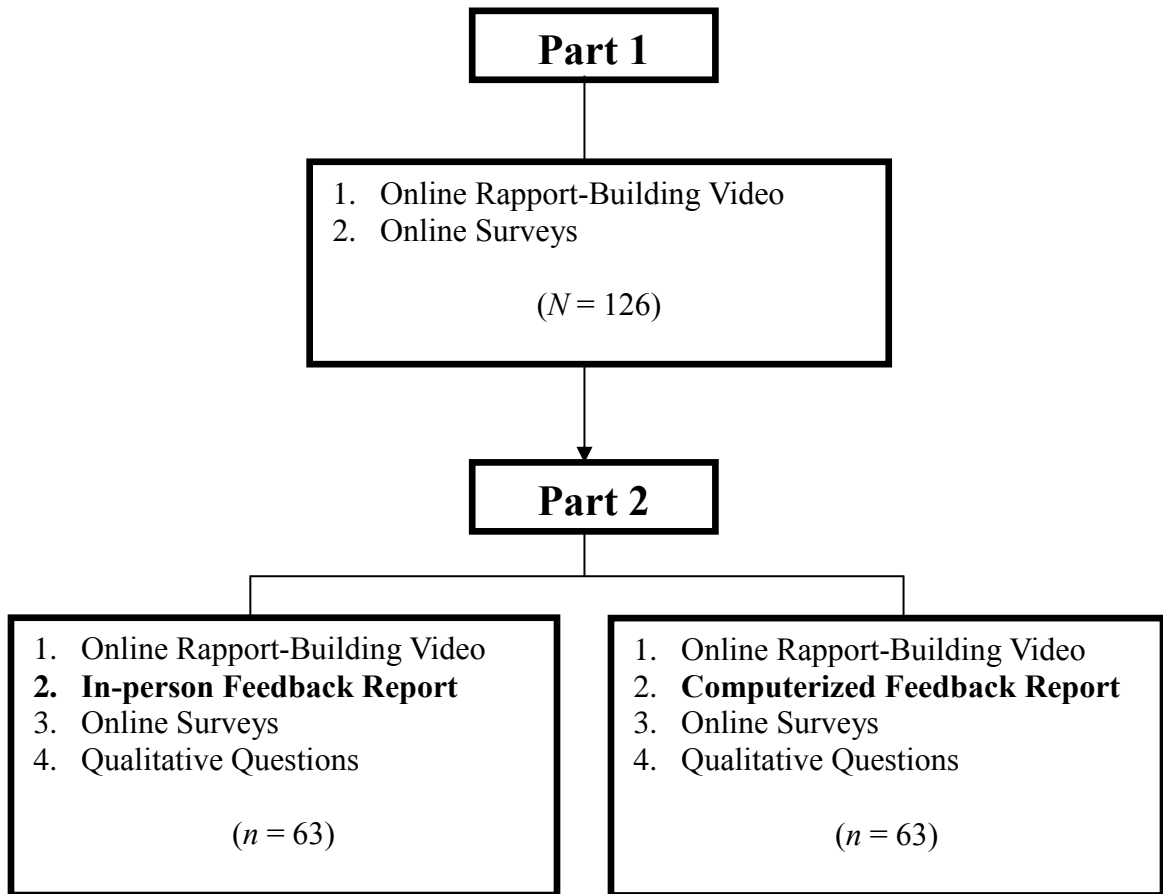 Part 1
1. Online Rapport-Building Video
2. Online Surveys
(N = 126)
Part 2
1. Online Rapport-Building Video
2. In-person Feedback Report
3. Online Surveys
4. Qualitative Questions
(n = 63)
1. Online Rapport-Building Video
2. Computerized Feedback Report
3. Online Surveys
4. Qualitative Questions
(n = 63)